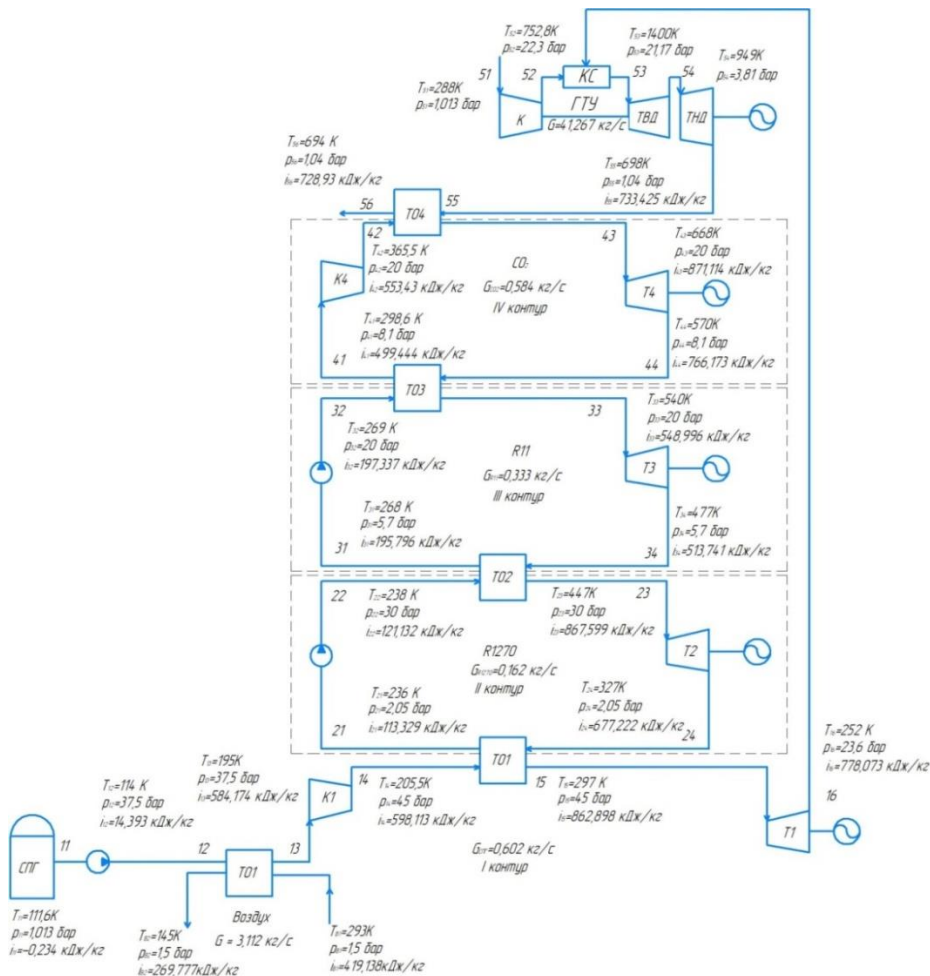 T₅₂=752,8K
p₅₂=22,3 бар
T₅₃=1400K
p₅₃=21,17 бар
T₅₄=949K
p₅₄=3,81 бар
51
52
КС
53
54
T₅₁=288K
p₅₁=1,013 бар
К
ГТУ
G=41,267 кг/с
ТВД
ТНД
T₅₆=694 K
p₅₆=1,04 бар
i₅₆=728,93 кДж/кг
T₅₅=698K
p₅₅=1,04 бар
i₅₅=733,425 кДж/кг
56
ТО4
55
42
43
T₄₂=365,5 K
p₄₂=20 бар
i₄₂=553,43 кДж/кг
К4
CO₂
G_CO2=0,584 кг/с
IV контур
T₄₃=668K
p₄₃=20 бар
i₄₃=871,114 кДж/кг
Т4
T₄₁=298,6 K
p₄₁=8,1 бар
i₄₁=499,444 кДж/кг
T₄₄=570K
p₄₄=8,1 бар
i₄₄=766,173 кДж/кг
41
44
ТО3
32
33
T₃₂=269 K
p₃₂=20 бар
i₃₂=197,337 кДж/кг
R11
G_R11=0,333 кг/с
III контур
T₃₃=540K
p₃₃=20 бар
i₃₃=548,996 кДж/кг
Т3
T₃₁=268 K
p₃₁=5,7 бар
i₃₁=195,796 кДж/кг
T₃₄=477K
p₃₄=5,7 бар
i₃₄=513,741 кДж/кг
31
34
ТО2
22
23
T₂₂=238 K
p₂₂=30 бар
i₂₂=121,132 кДж/кг
T₂₃=447K
p₂₃=30 бар
i₂₃=867,599 кДж/кг
R1270
G_R1270=0,162 кг/с
II контур
Т2
T₂₁=236 K
p₂₁=2,05 бар
i₂₁=113,329 кДж/кг
T₂₄=327K
p₂₄=2,05 бар
i₂₄=677,222 кДж/кг
21
24
ТО1
T₁₃=195K
p₁₃=37,5 бар
i₁₃=584,174 кДж/кг
К1
14
T₁₄=205,5K
p₁₄=45 бар
i₁₄=598,113 кДж/кг
15
T₁₅=297 K
p₁₅=45 бар
i₁₅=862,898 кДж/кг
T₁₆=252 K
p₁₆=23,6 бар
i₁₆=778,073 кДж/кг
16
Т1
T₁₂=114 K
p₁₂=37,5 бар
i₁₂=14,393 кДж/кг
СПГ
11
12
ТО1
13
=0,602 кг/с
I контур
T₁₁=111,6K
p₁₁=1,013 бар
i₁₁=-0,234 кДж/кг
Воздух
G = 3,112 кг/с
=145K
=1,5 бар
=269,777кДж/кг
=293K
=1,5 бар
=419,138кДж/кг